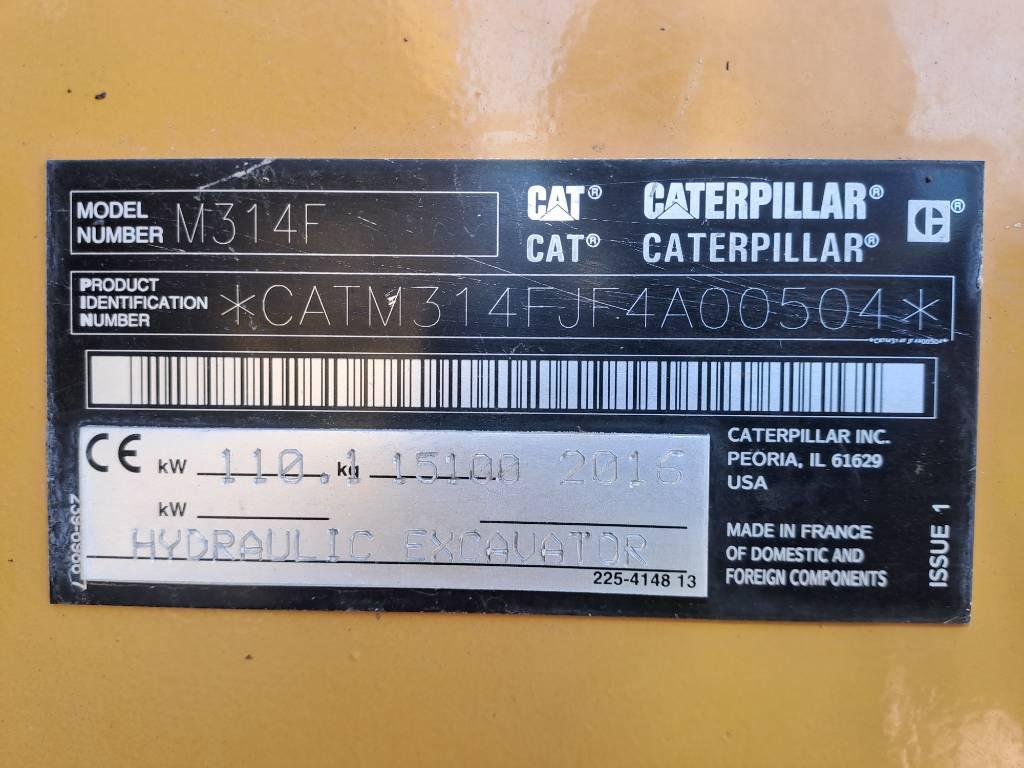 MODEL NUMBER M314F
CAT® CATERPILLAR®
CAT® CATERPILLAR®
PRODUCT IDENTIFICATION NUMBER *CATM314FJF4A00504*
CE kW 110.1 kg 15100 2016
kW
HYDRAULIC EXCAVATOR
225-4148 13
CATERPILLAR INC.
PEORIA, IL 61629
USA
MADE IN FRANCE
OF DOMESTIC AND
FOREIGN COMPONENTS
ISSUE 1